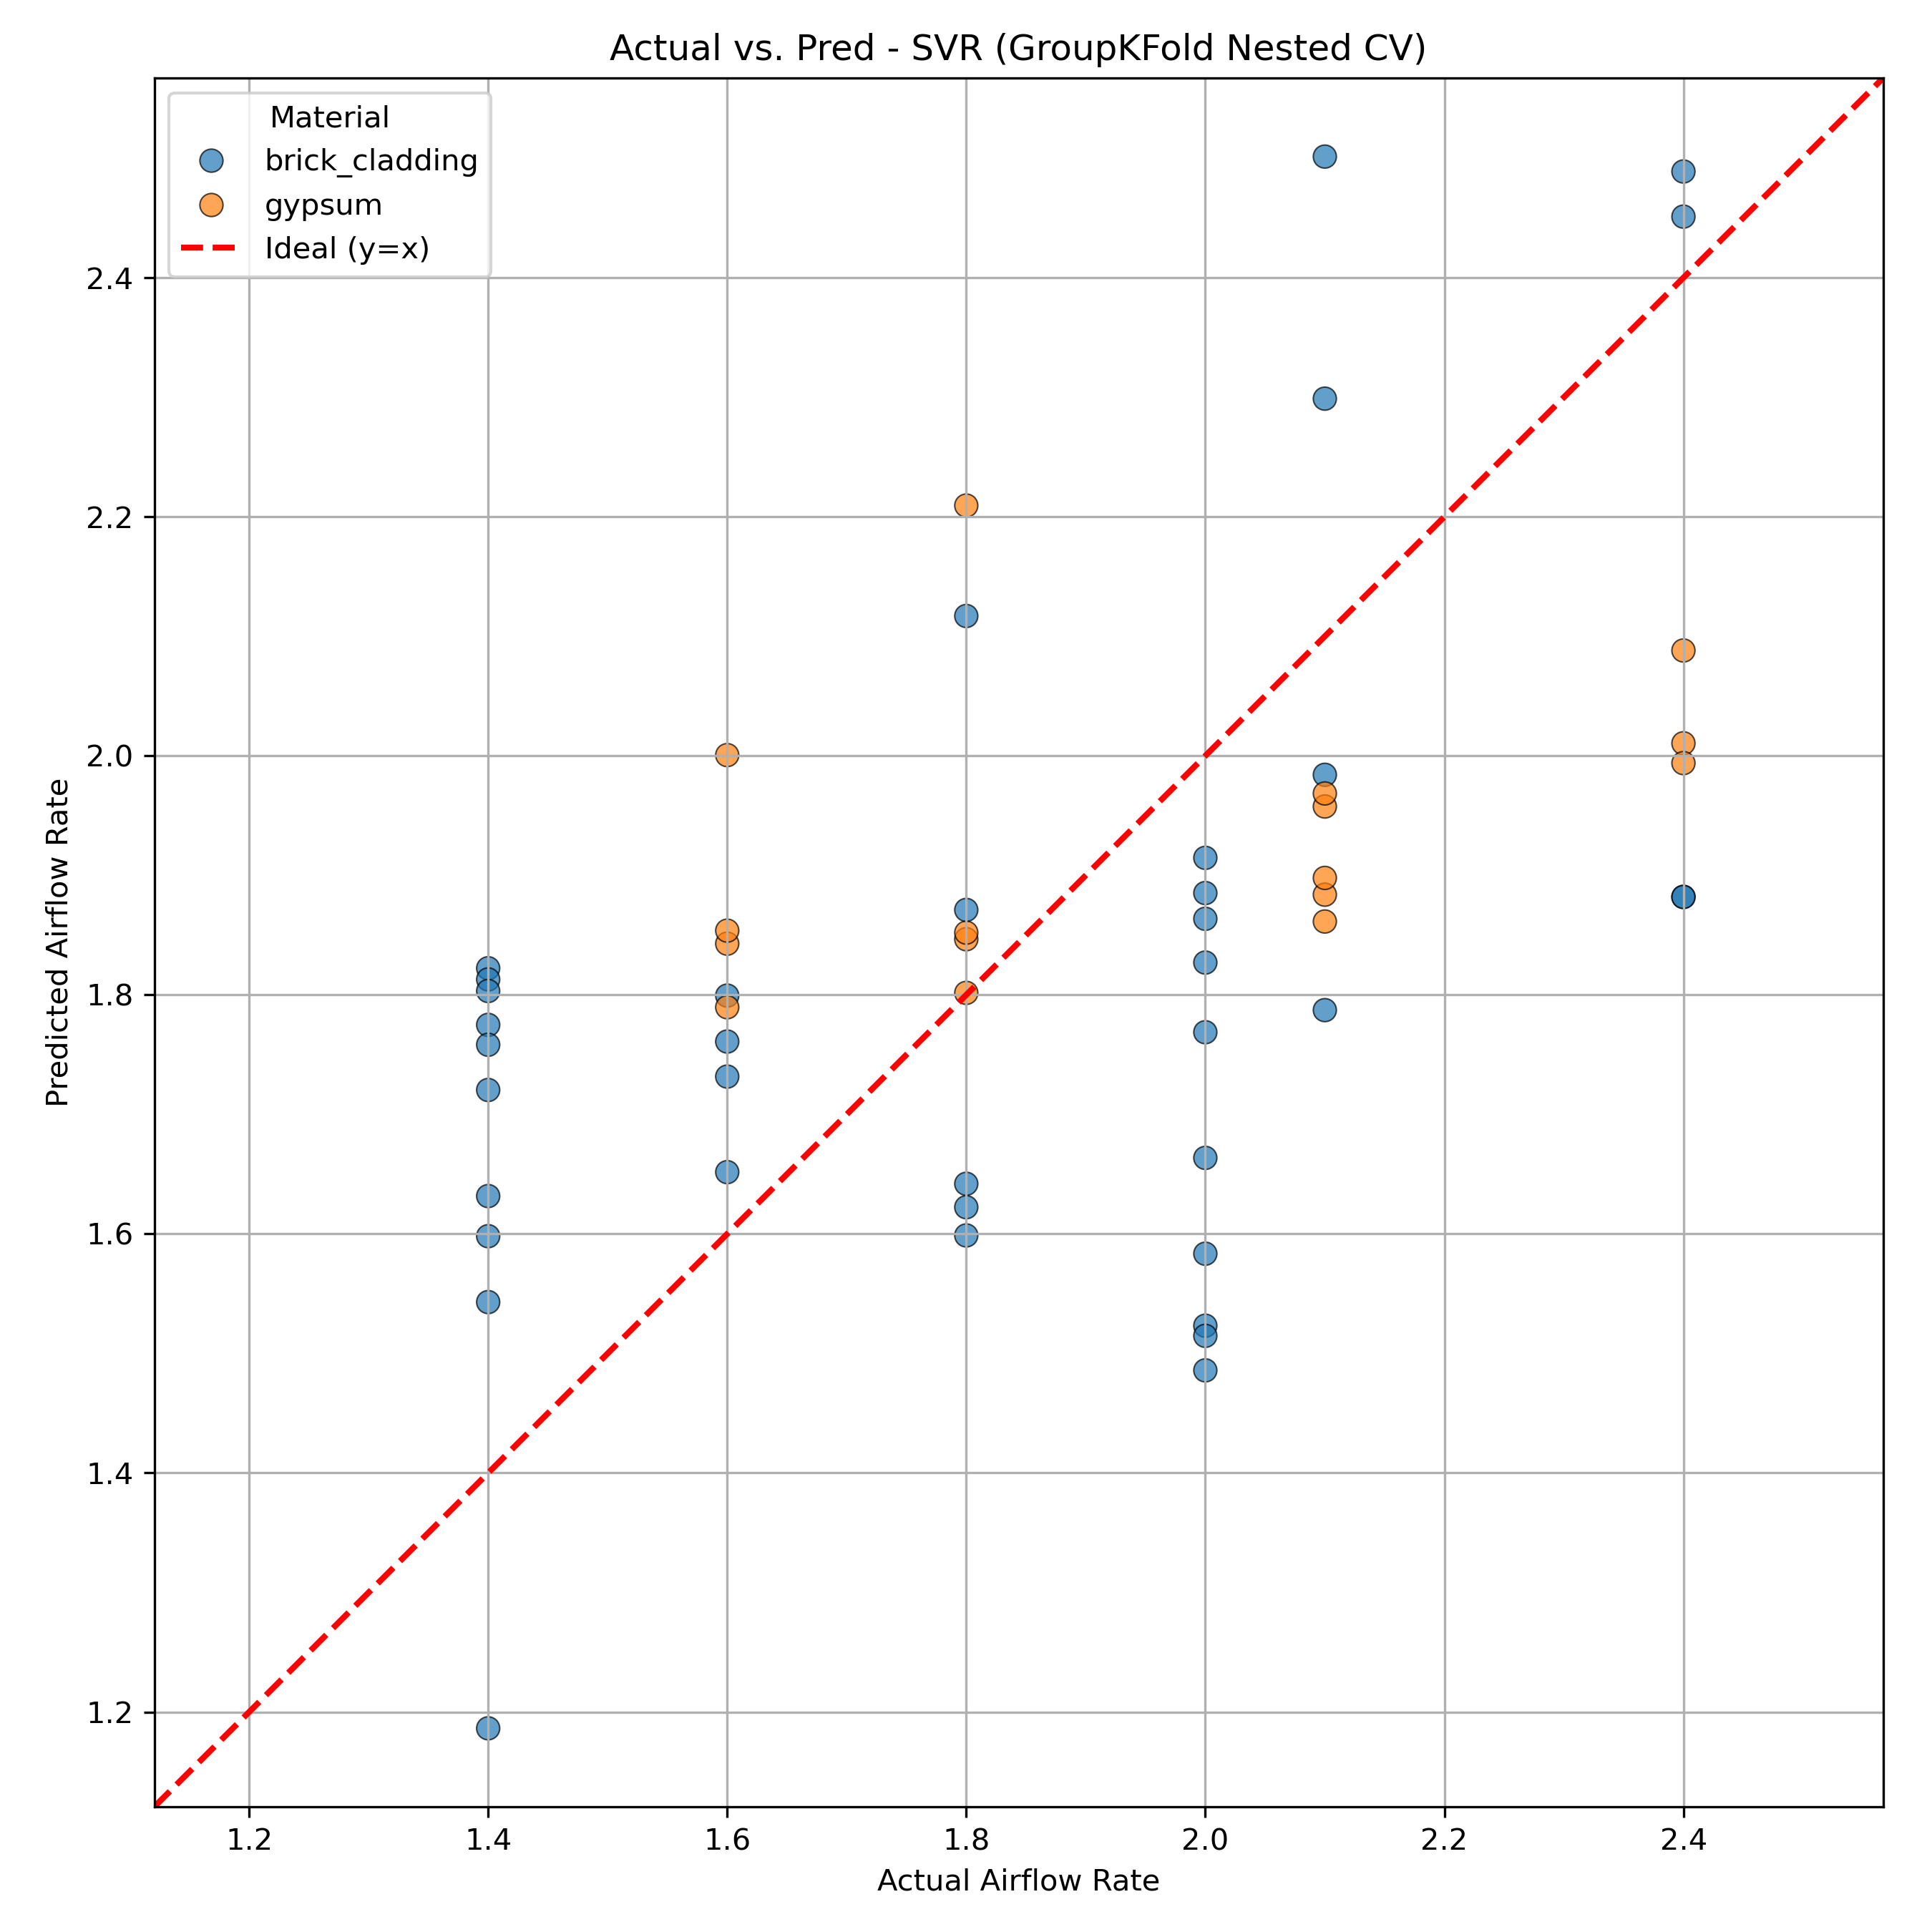 Actual vs. Pred - SVR (GroupKFold Nested CV)
Material
brick_cladding
gypsum
Ideal (y=x)
Predicted Airflow Rate
2.4
2.2
2.0
1.8
1.6
1.4
1.2
1.2 1.4 1.6 1.8 2.0 2.2 2.4
Actual Airflow Rate